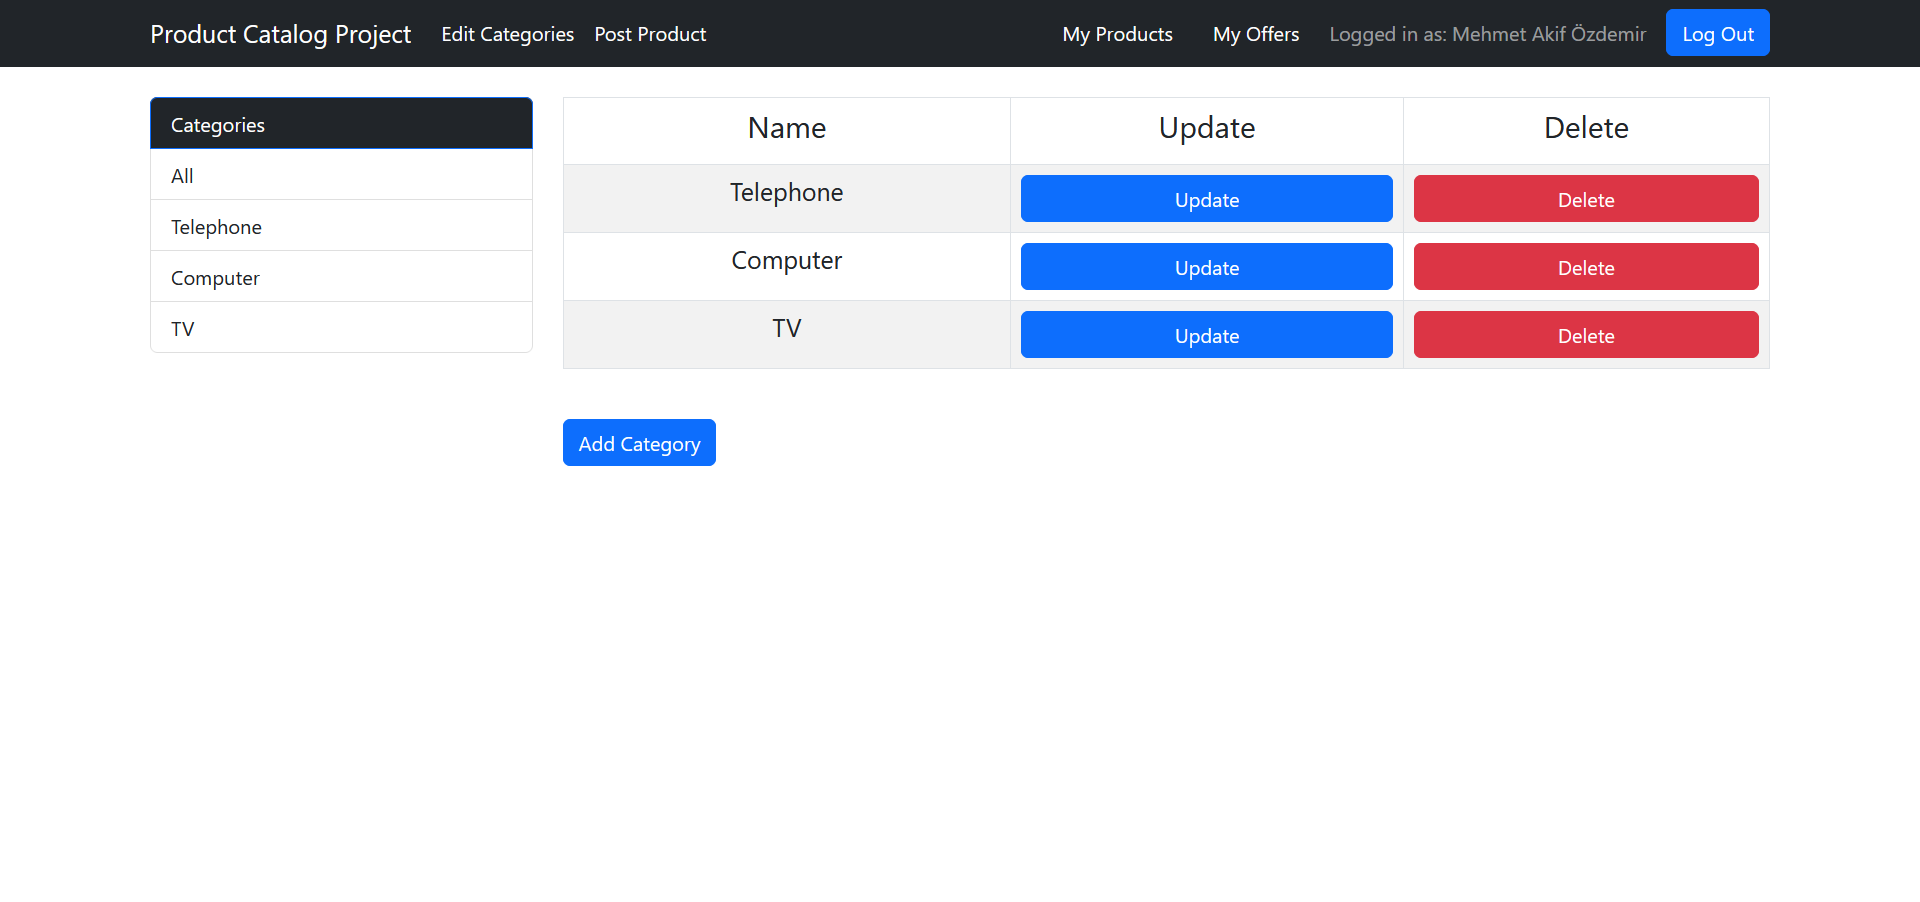 Product Catalog Project Edit Categories Post Product My Products My Offers Logged in as: Mehmet Akif Özdemir Log Out
Categories
All
Telephone
Computer
TV
Name Update Delete
Telephone Update Delete
Computer Update Delete
TV Update Delete
Add Category